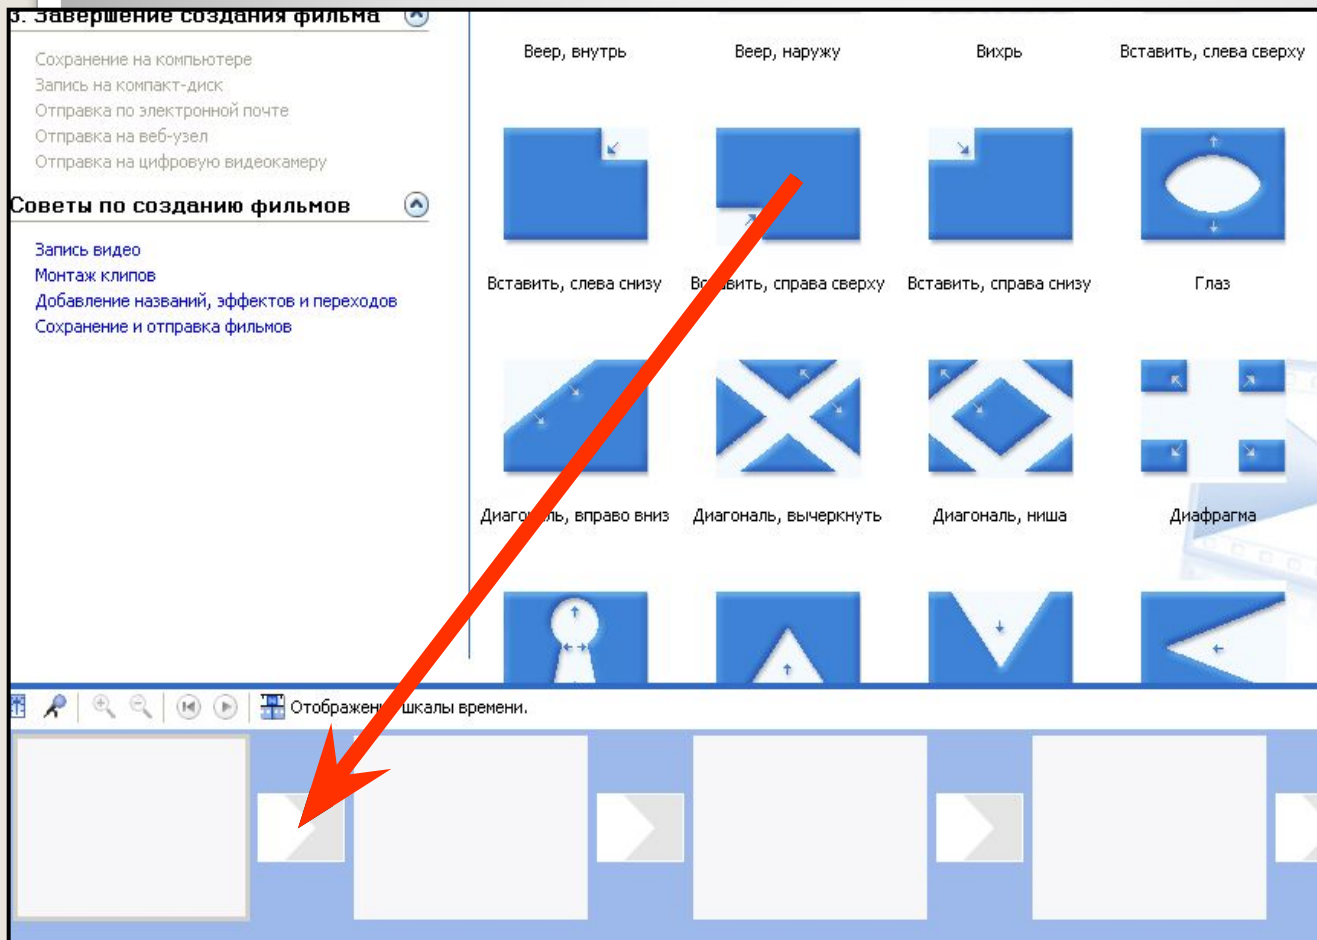 3. Завершение создания фильма
Сохранение на компьютере
Запись на компакт-диск
Отправка по электронной почте
Отправка на веб-узел
Отправка на цифровую видеокамеру
Советы по созданию фильмов
Запись видео
Монтаж клипов
Добавление названий, эффектов и переходов
Сохранение и отправка фильмов
Веер, внутрь
Веер, наружу
Вихрь
Вставить, слева сверху
Вставить, слева снизу
Вставить, справа сверху
Вставить, справа снизу
Глаз
Диагональ, вправо вниз
Диагональ, вычеркнуть
Диагональ, ниша
Диафрагма
Отображение шкалы времени.